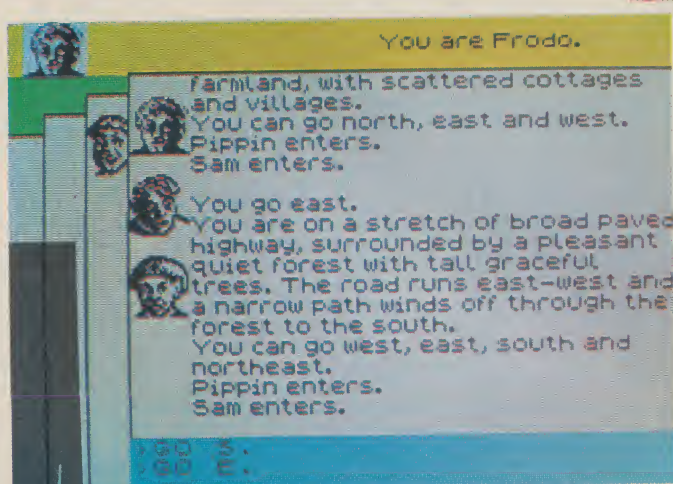 You are Frodo.
farmland, with scattered cottages
and villages.
You can go north, east and west.
Pippin enters.
Sam enters.
You go east.
You are on a stretch of broad paved
highway, surrounded by a pleasant
quiet forest with tall graceful
trees. The road runs east-west and
a narrow path winds off through the
forest to the south.
You can go west, east, south and
northeast.
Pippin enters.
Sam enters.
>GO
>GO E.